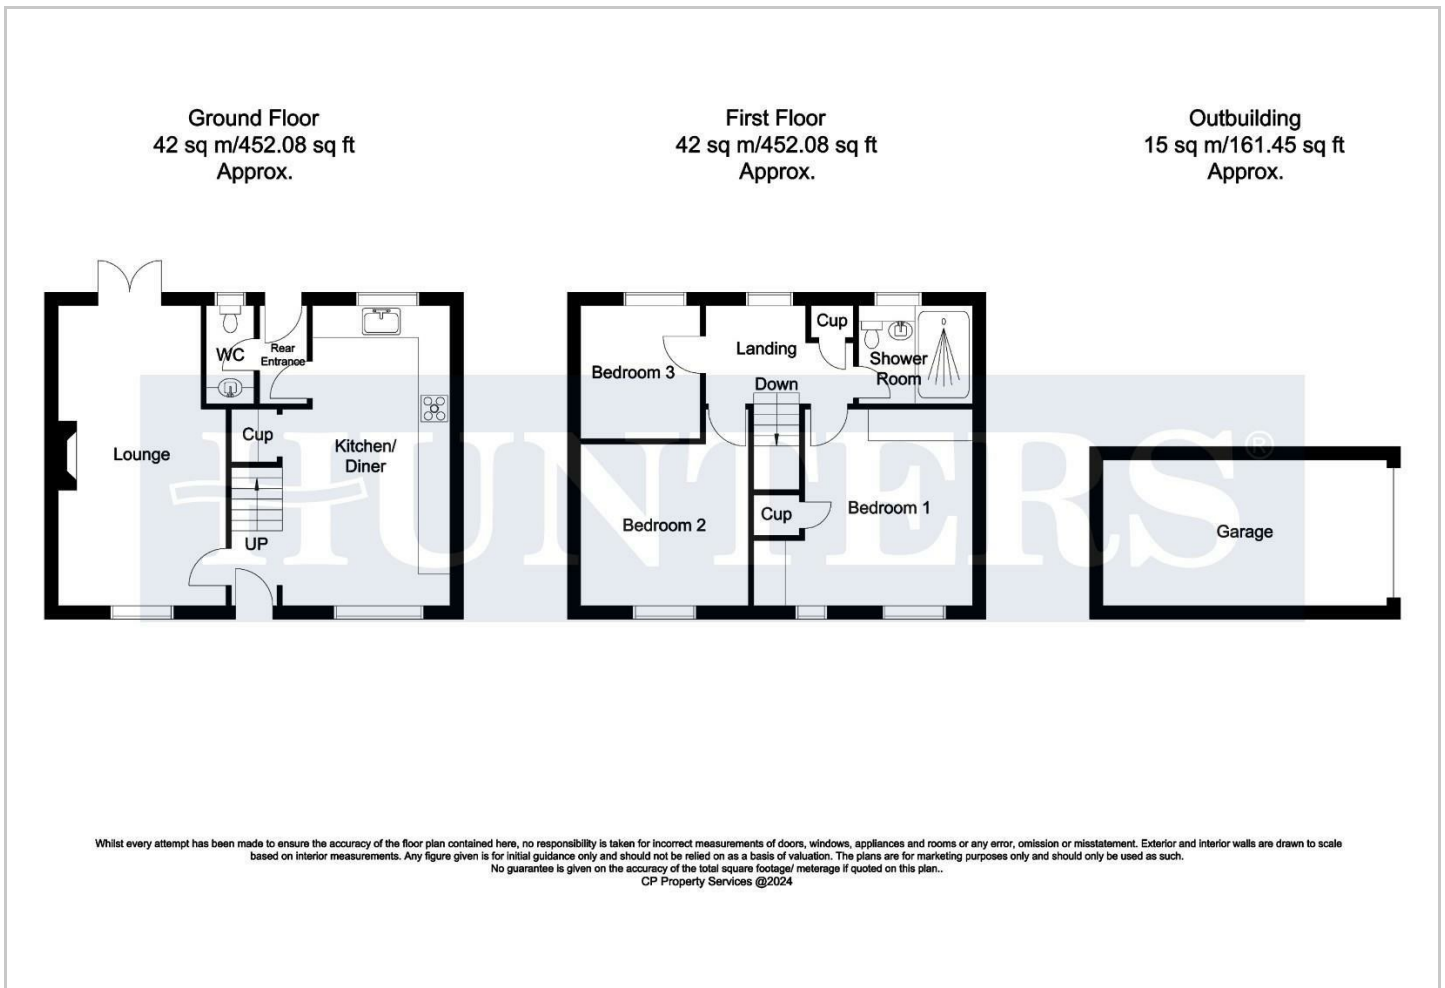 Ground Floor
42 sq m/452.08 sq ft
Approx.
First Floor
42 sq m/452.08 sq ft
Approx.
Outbuilding
15 sq m/161.45 sq ft
Approx.
WC
Rear
Entrance
Cup
Lounge
Kitchen/
Diner
UP
Bedroom 3
Landing
Cup
Shower
Room
Down
Bedroom 2
Cup
Bedroom 1
Garage
HUNTERS®
Whilst every attempt has been made to ensure the accuracy of the floor plan contained here, no responsibility is taken for incorrect measurements of doors, windows, appliances and rooms or any error, omission or misstatement. Exterior and interior walls are drawn to scale
based on interior measurements. Any figure given is for initial guidance only and should not be relied on as a basis of valuation. The plans are for marketing purposes only and should only be used as such.
No guarantee is given on the accuracy of the total square footage/ meterage if quoted on this plan..
CP Property Services @2024